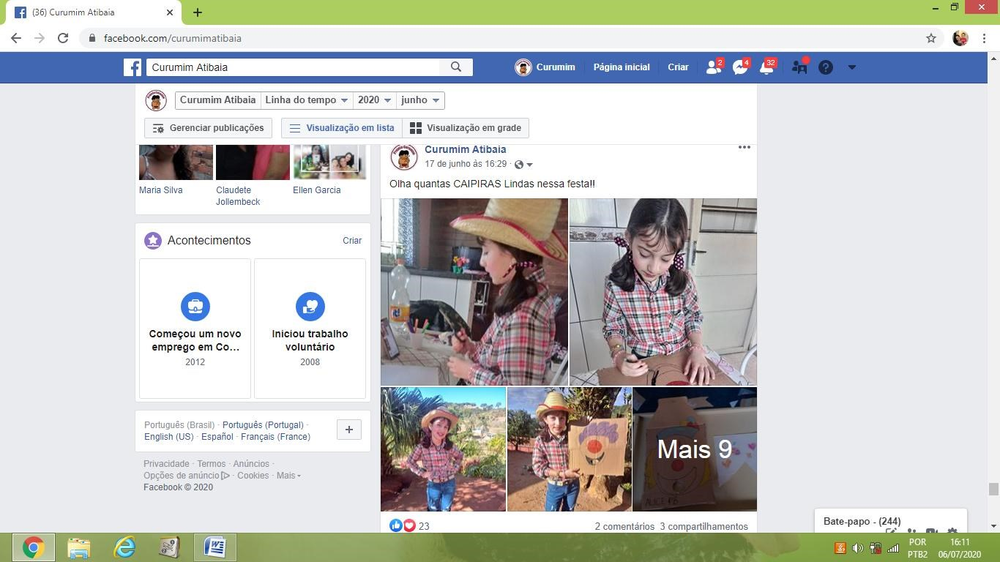 (36) Curumim Atibaia
facebook.com/curumimatibaia
Curumim Atibaia
Curumim
Página inicial
Criar
2
4
32
Curumim Atibaia
Linha do tempo
2020
junho
Gerenciar publicações
Visualização em lista
Visualização em grade
Maria Silva
Claudete
Jollembeck
Ellen Garcia
Acontecimentos
Criar
Começou um novo
emprego em Co…
2012
Iniciou trabalho
voluntário
2008
Português (Brasil) · Português (Portugal) ·
English (US) · Español · Français (France)
Privacidade · Termos · Anúncios ·
Opções de anúncio · Cookies · Mais
Facebook © 2020
Curumim Atibaia
17 de junho às 16:29 ·
Olha quantas CAIPIRAS Lindas nessa festa!!
Mais 9
23
2 comentários 3 compartilhamentos
Bate-papo - (244)
POR
PTB2
16:11
06/07/2020